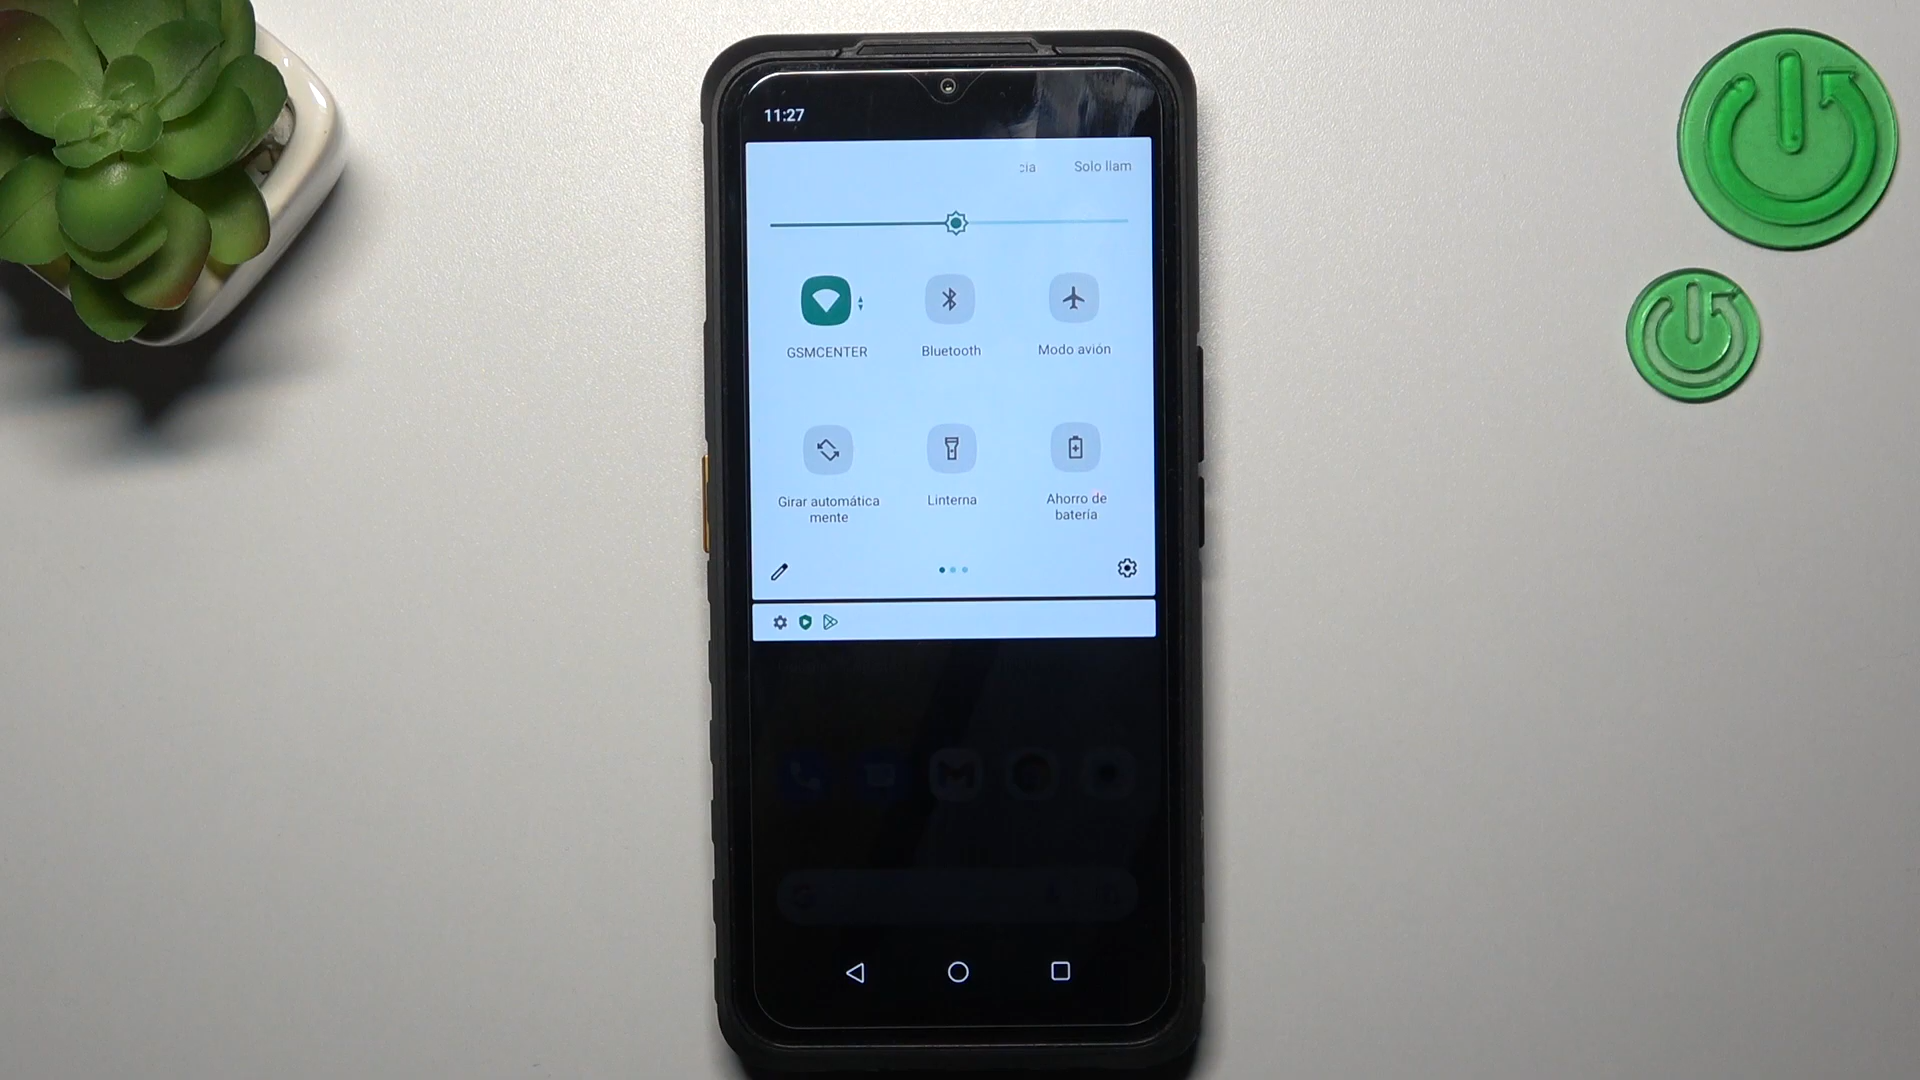 11:27
cia Solo llam
GSMCENTER Bluetooth Modo avión
Girar automática
mente
Linterna
Ahorro de
batería